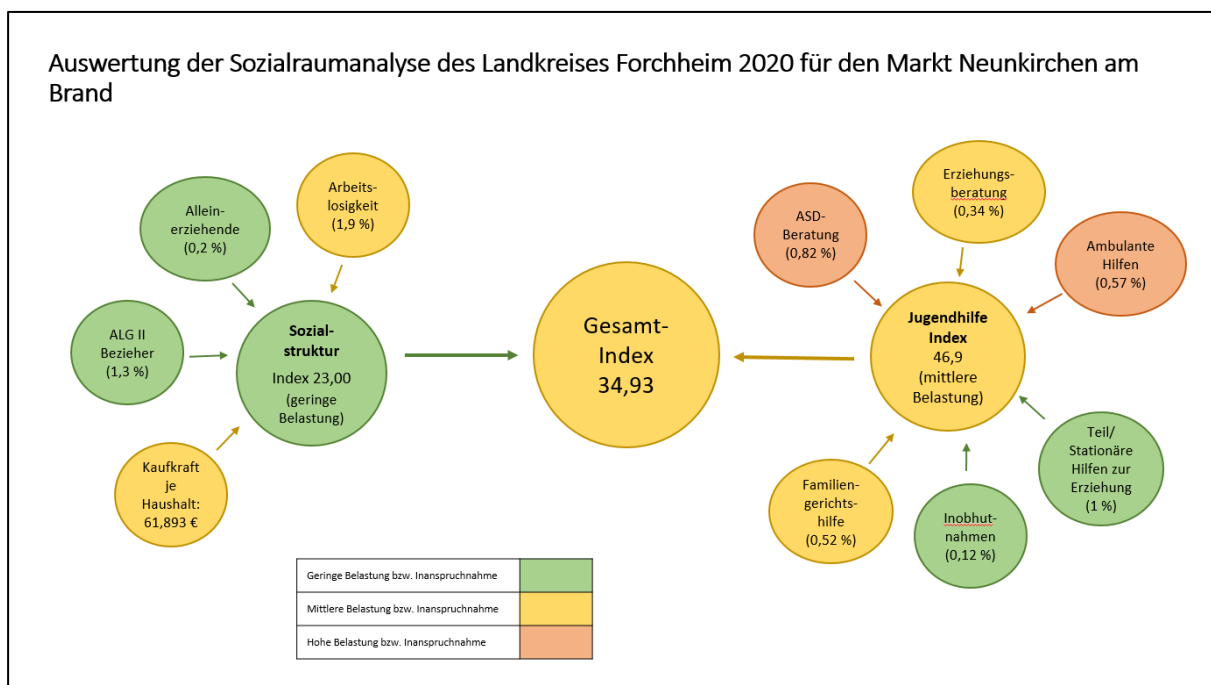 Auswertung der Sozialraumanalyse des Landkreises Forchheim 2020 für den Markt Neunkirchen am
Brand
Allein-
erziehende
(0,2 %)
Arbeits-
losigkeit
(1,9 %)
ALG II
Bezieher
(1,3 %)
Sozial-
struktur
Index 23,00
(geringe
Belastung)
Kaufkraft
je
Haushalt:
61,893 €
Gesamt-
Index
34,93
ASD-
Beratung
(0,82 %)
Erziehungs-
beratung
(0,34 %)
Ambulante
Hilfen
(0,57 %)
Jugendhilfe
Index
46,9
(mittlere
Belastung)
Familien-
gerichts-
hilfe
(0,52 %)
Inobhut-
nahmen
(0,12 %)
Teil/
Stationäre
Hilfen zur
Erziehung
(1 %)
Geringe Belastung bzw. Inanspruchnahme
Mittlere Belastung bzw. Inanspruchnahme
Hohe Belastung bzw. Inanspruchnahme